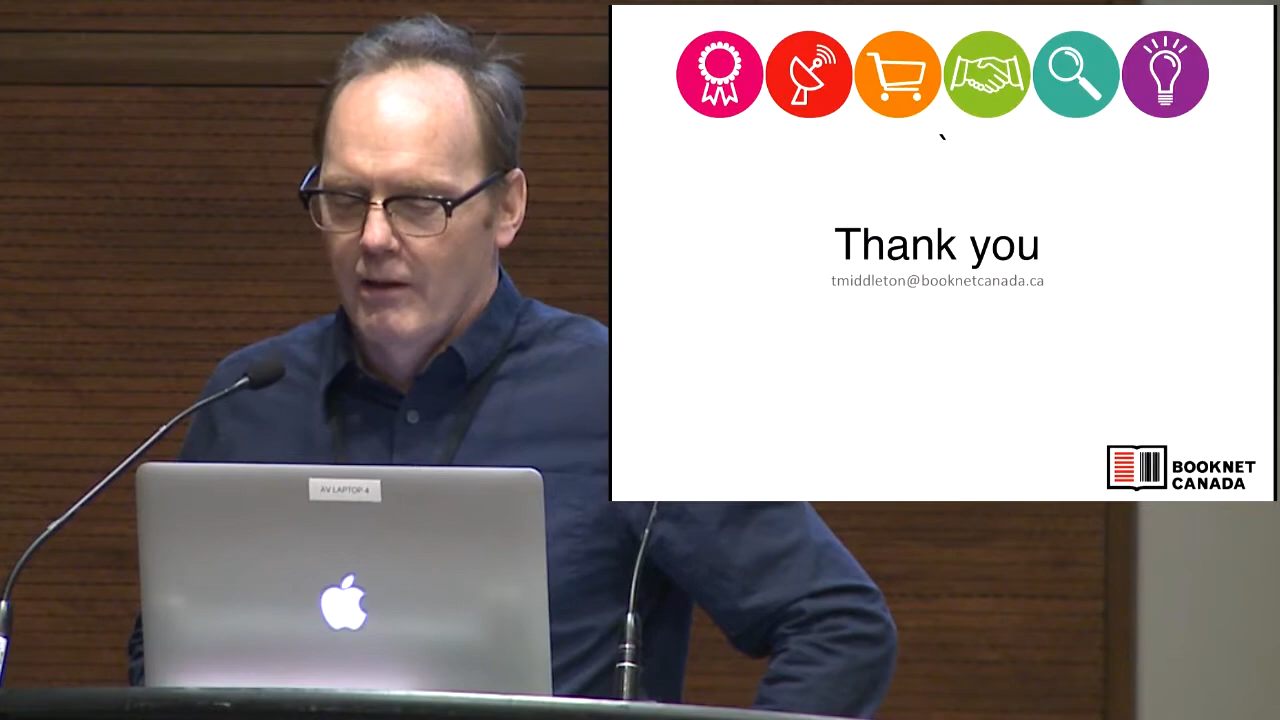 `
Thank you
tmiddleton@booknetcanada.ca
BOOKNET
CANADA
AV LAPTOP 4